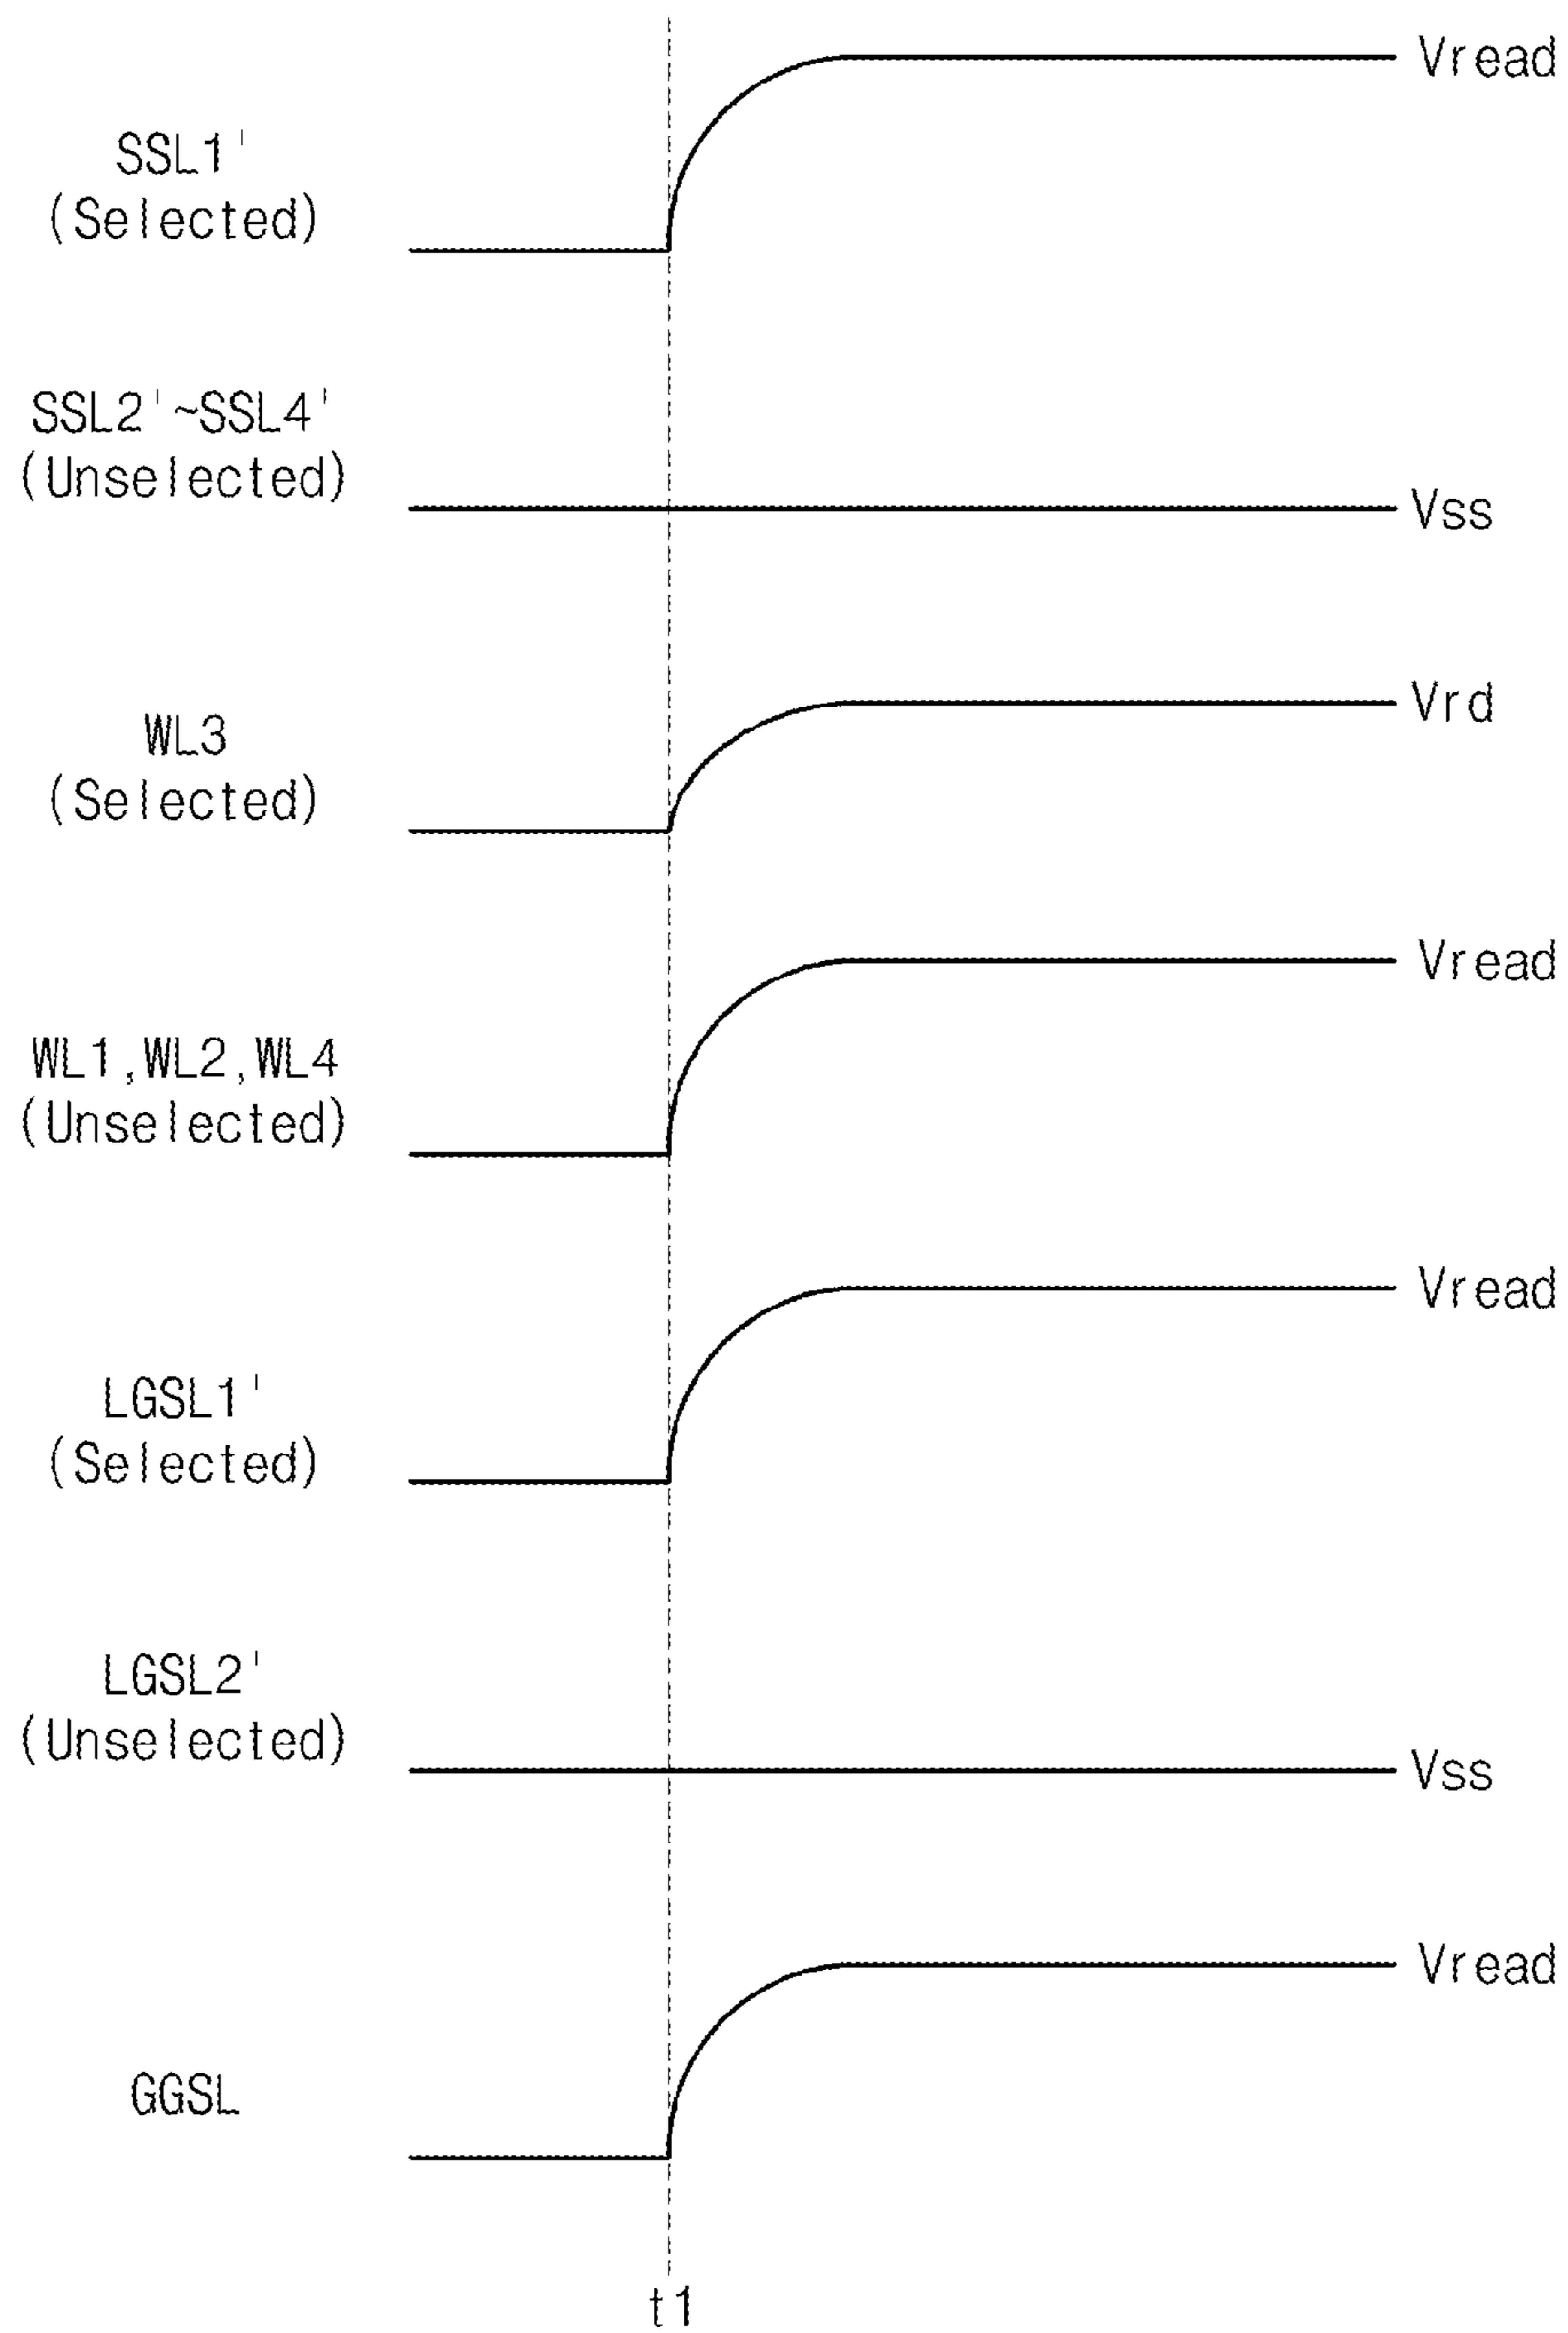 Vread
SSL1'
(Selected)
SSL2'~SSL4'
(Unselected)
Vss
Vrd
WL3
(Selected)
Vread
WL1,WL2,WL4
(Unselected)
Vread
LGSL1'
(Selected)
LGSL2'
(Unselected)
Vss
Vread
GGSL
t1